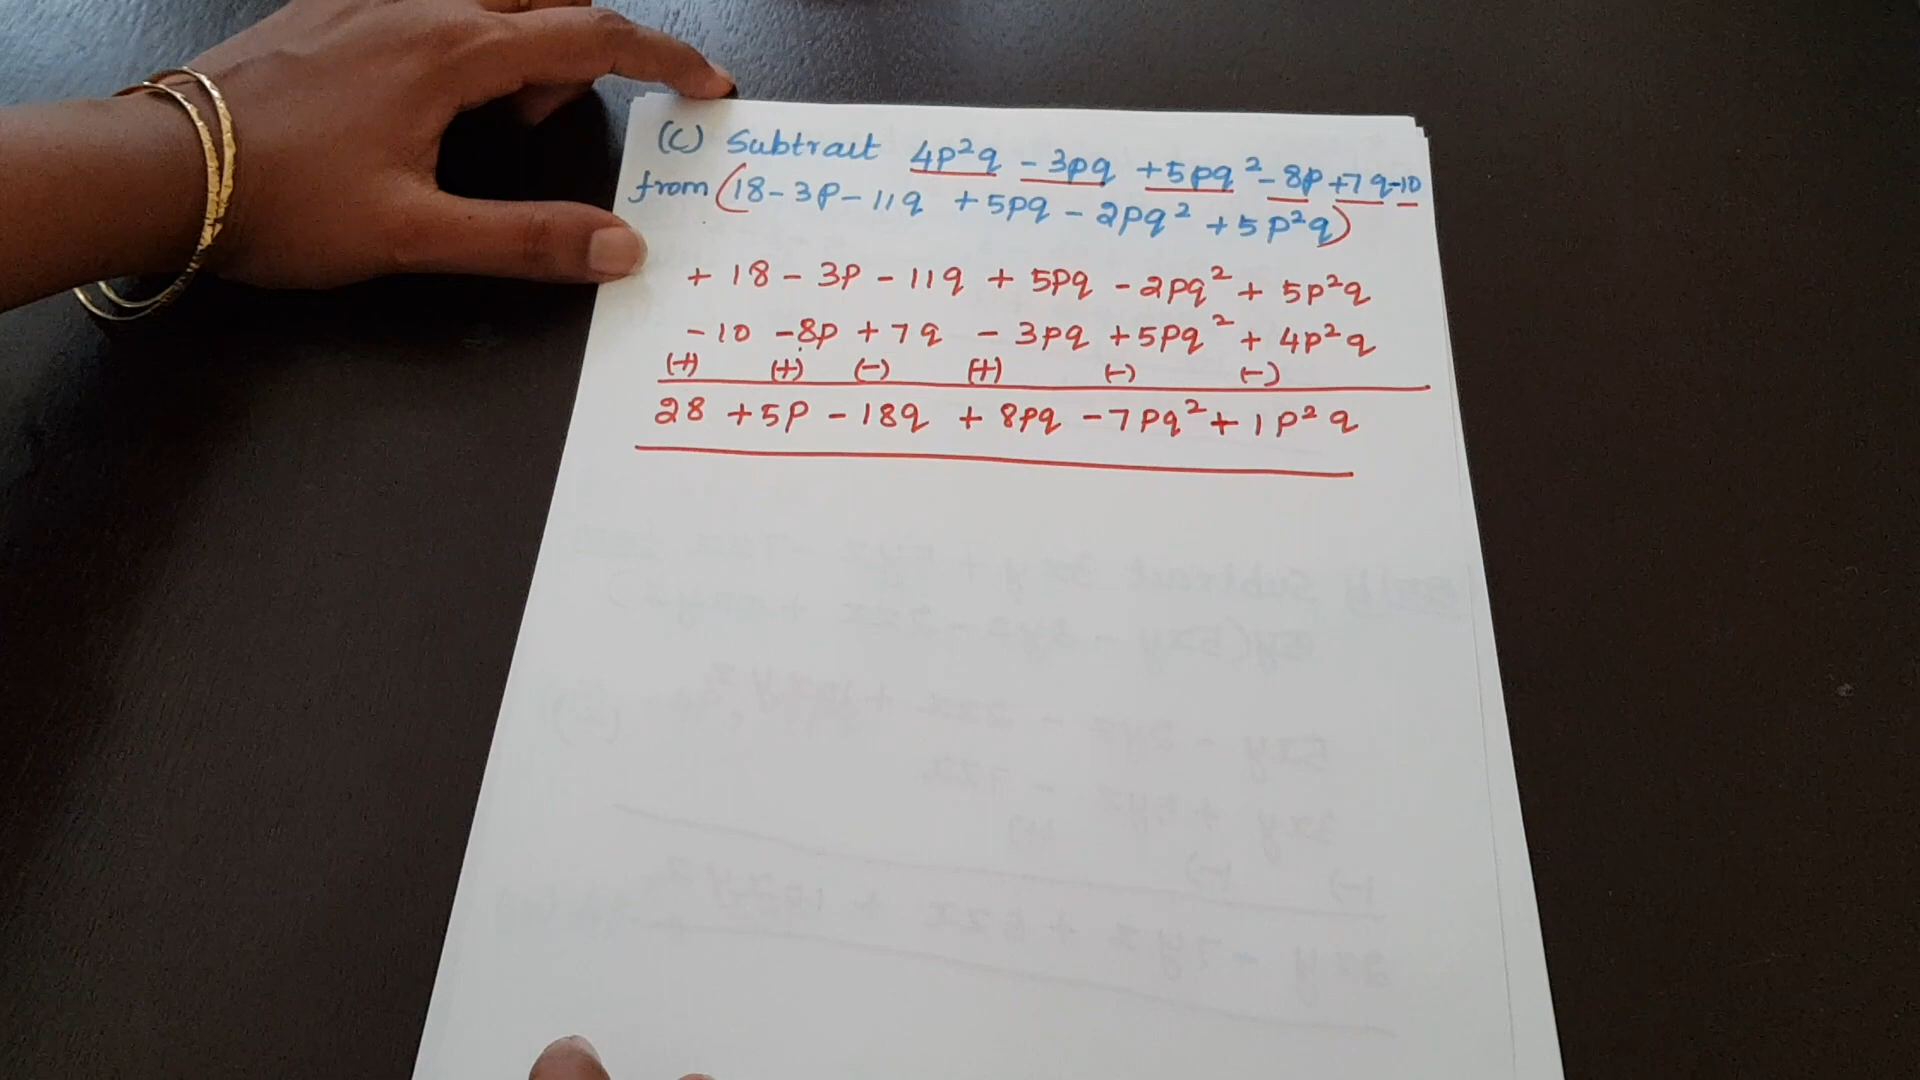 (C) Subtract 4p²q - 3pq + 5pq² - 8p + 7q - 10
from (18 - 3p - 11q + 5pq - 2pq² + 5p²q)
+ 18 - 3p - 11q + 5pq - 2pq² + 5p²q
- 10 - 8p + 7q - 3pq + 5pq² + 4p²q
(+) (+) (-) (+) (-) (-)
28 + 5p - 18q + 8pq - 7pq² + 1p²q